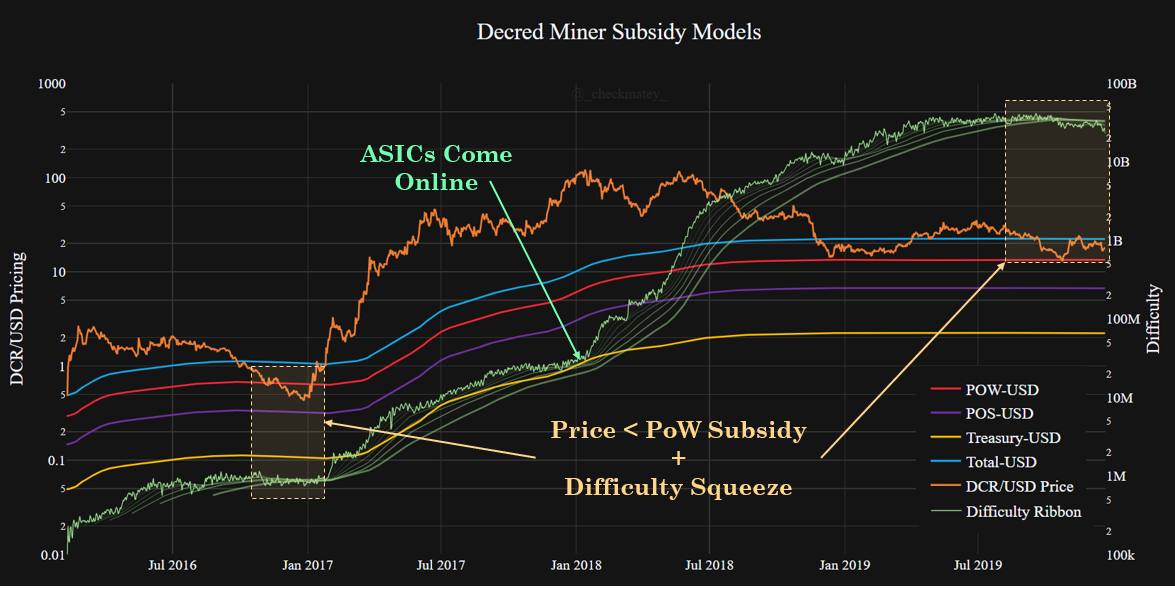 Decred Miner Subsidy Models
@_checkmatey_
1000
5
2
100
5
2
10
5
2
1
5
2
0.1
5
2
0.01
DCR/USD Pricing
100B
5
2
10B
5
2
1B
5
2
100M
5
2
10M
5
2
1M
5
2
100k
Difficulty
ASICs Come
Online
Price < PoW Subsidy
+
Difficulty Squeeze
POW-USD
POS-USD
Treasury-USD
Total-USD
DCR/USD Price
Difficulty Ribbon
Jul 2016
Jan 2017
Jul 2017
Jan 2018
Jul 2018
Jan 2019
Jul 2019